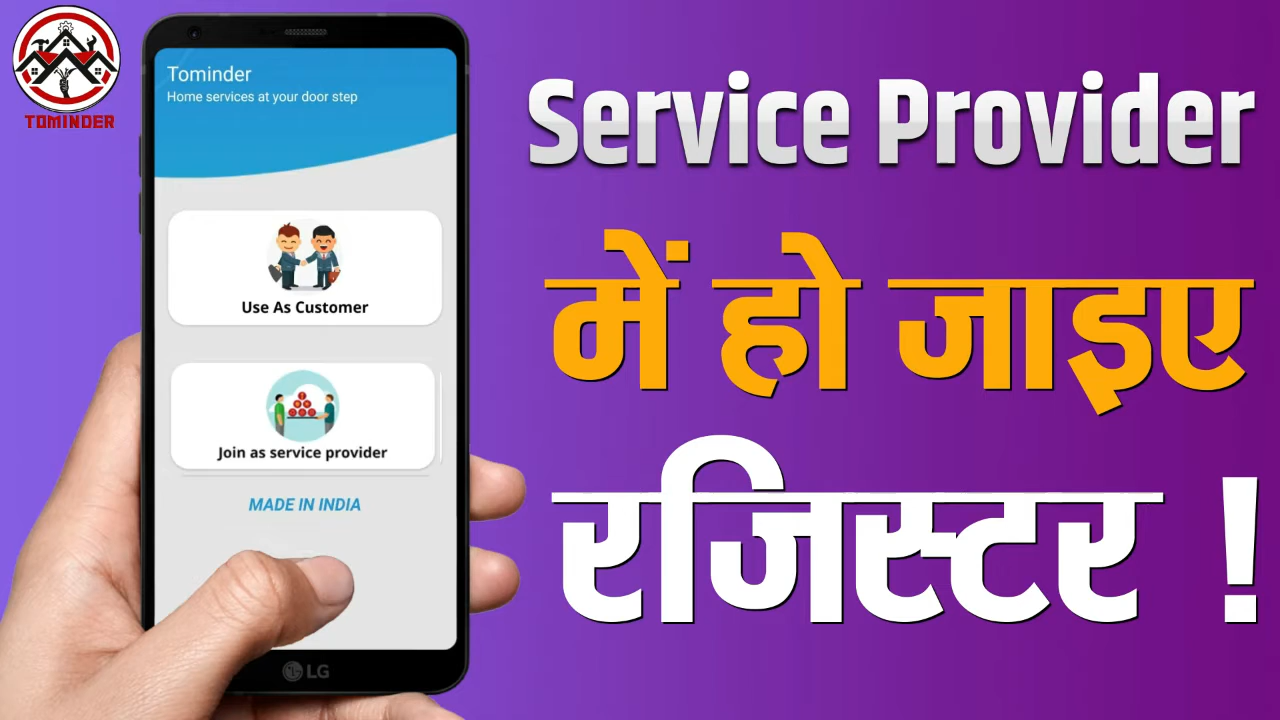 TOMINDER
Tominder
Home services at your door step
Use As Customer
Join as service provider
MADE IN INDIA
LG
Service Provider
में हो जाइए
रजिस्टर !